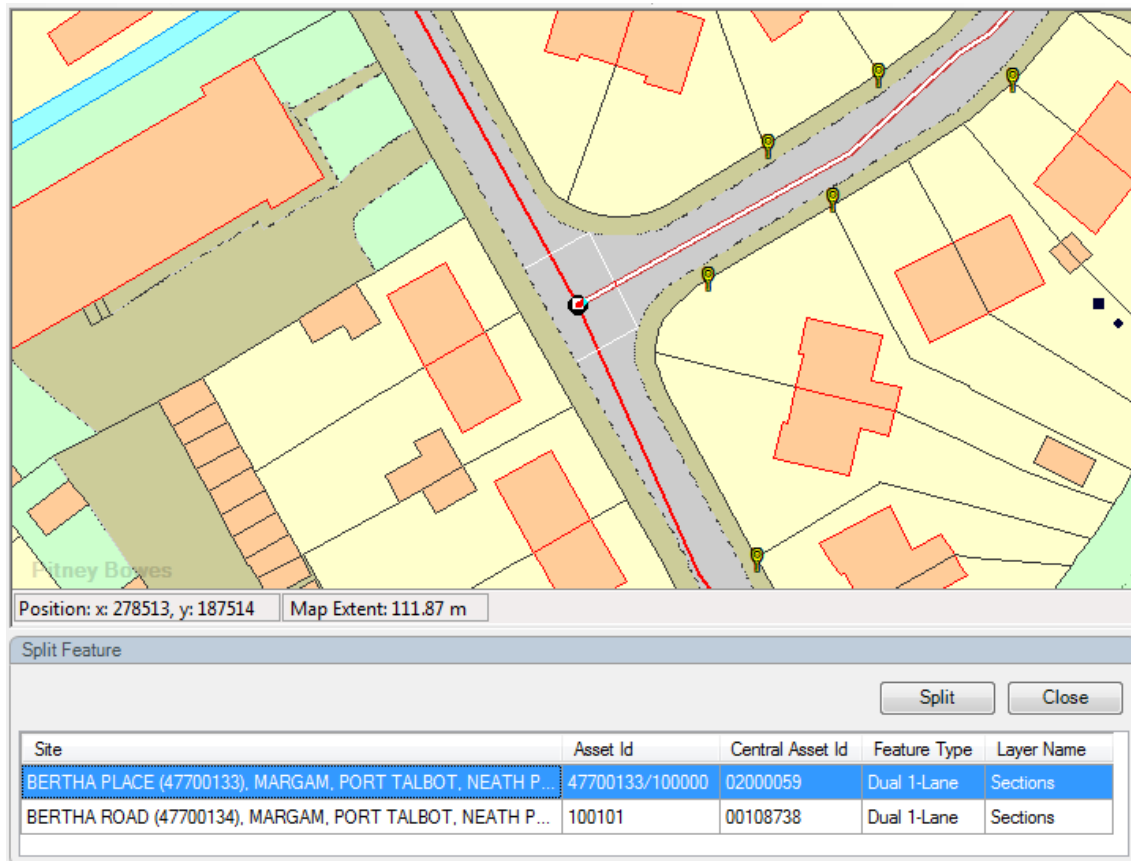 Pitney Bowes
Position: x: 278513, y: 187514 Map Extent: 111.87 m
Split Feature
Split Close
Site Asset Id Central Asset Id Feature Type Layer Name
BERTHA PLACE (47700133), MARGAM, PORT TALBOT, NEATH P... 47700133/100000 02000059 Dual 1-Lane Sections
BERTHA ROAD (47700134), MARGAM, PORT TALBOT, NEATH P... 100101 00108738 Dual 1-Lane Sections